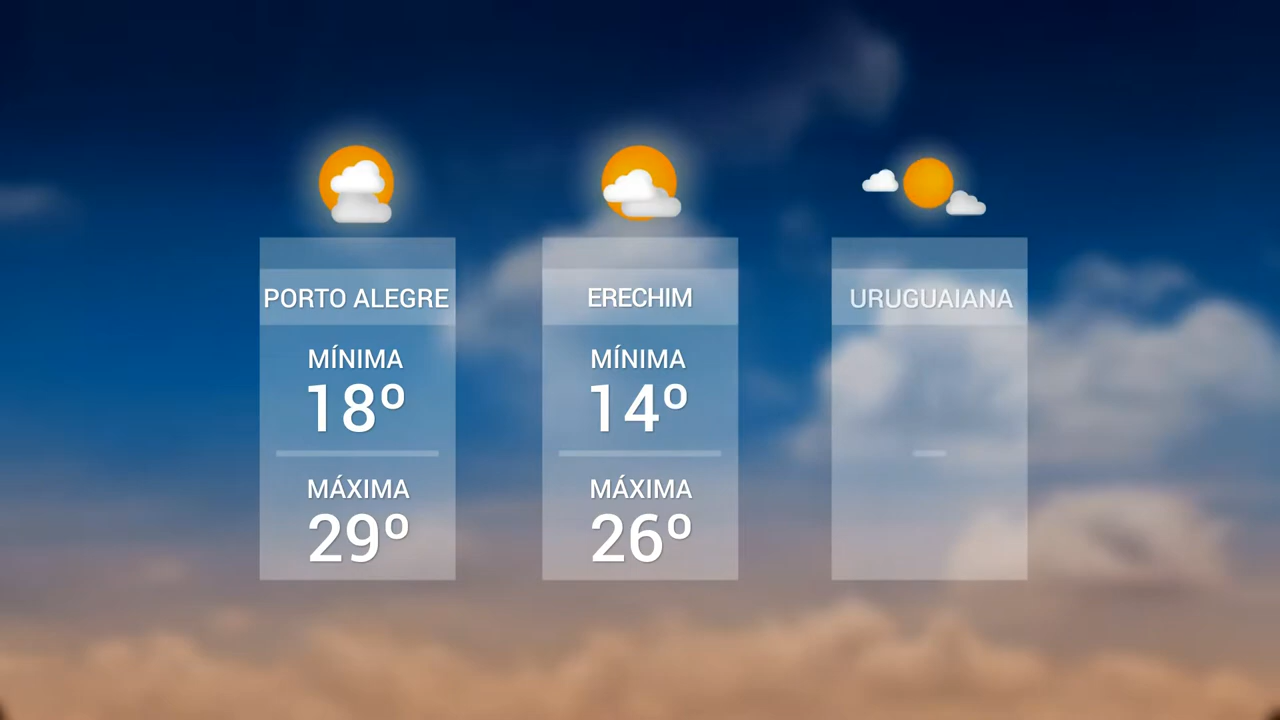 PORTO ALEGRE
MÍNIMA
18º
MÁXIMA
29º
ERECHIM
MÍNIMA
14º
MÁXIMA
26º
URUGUAIANA